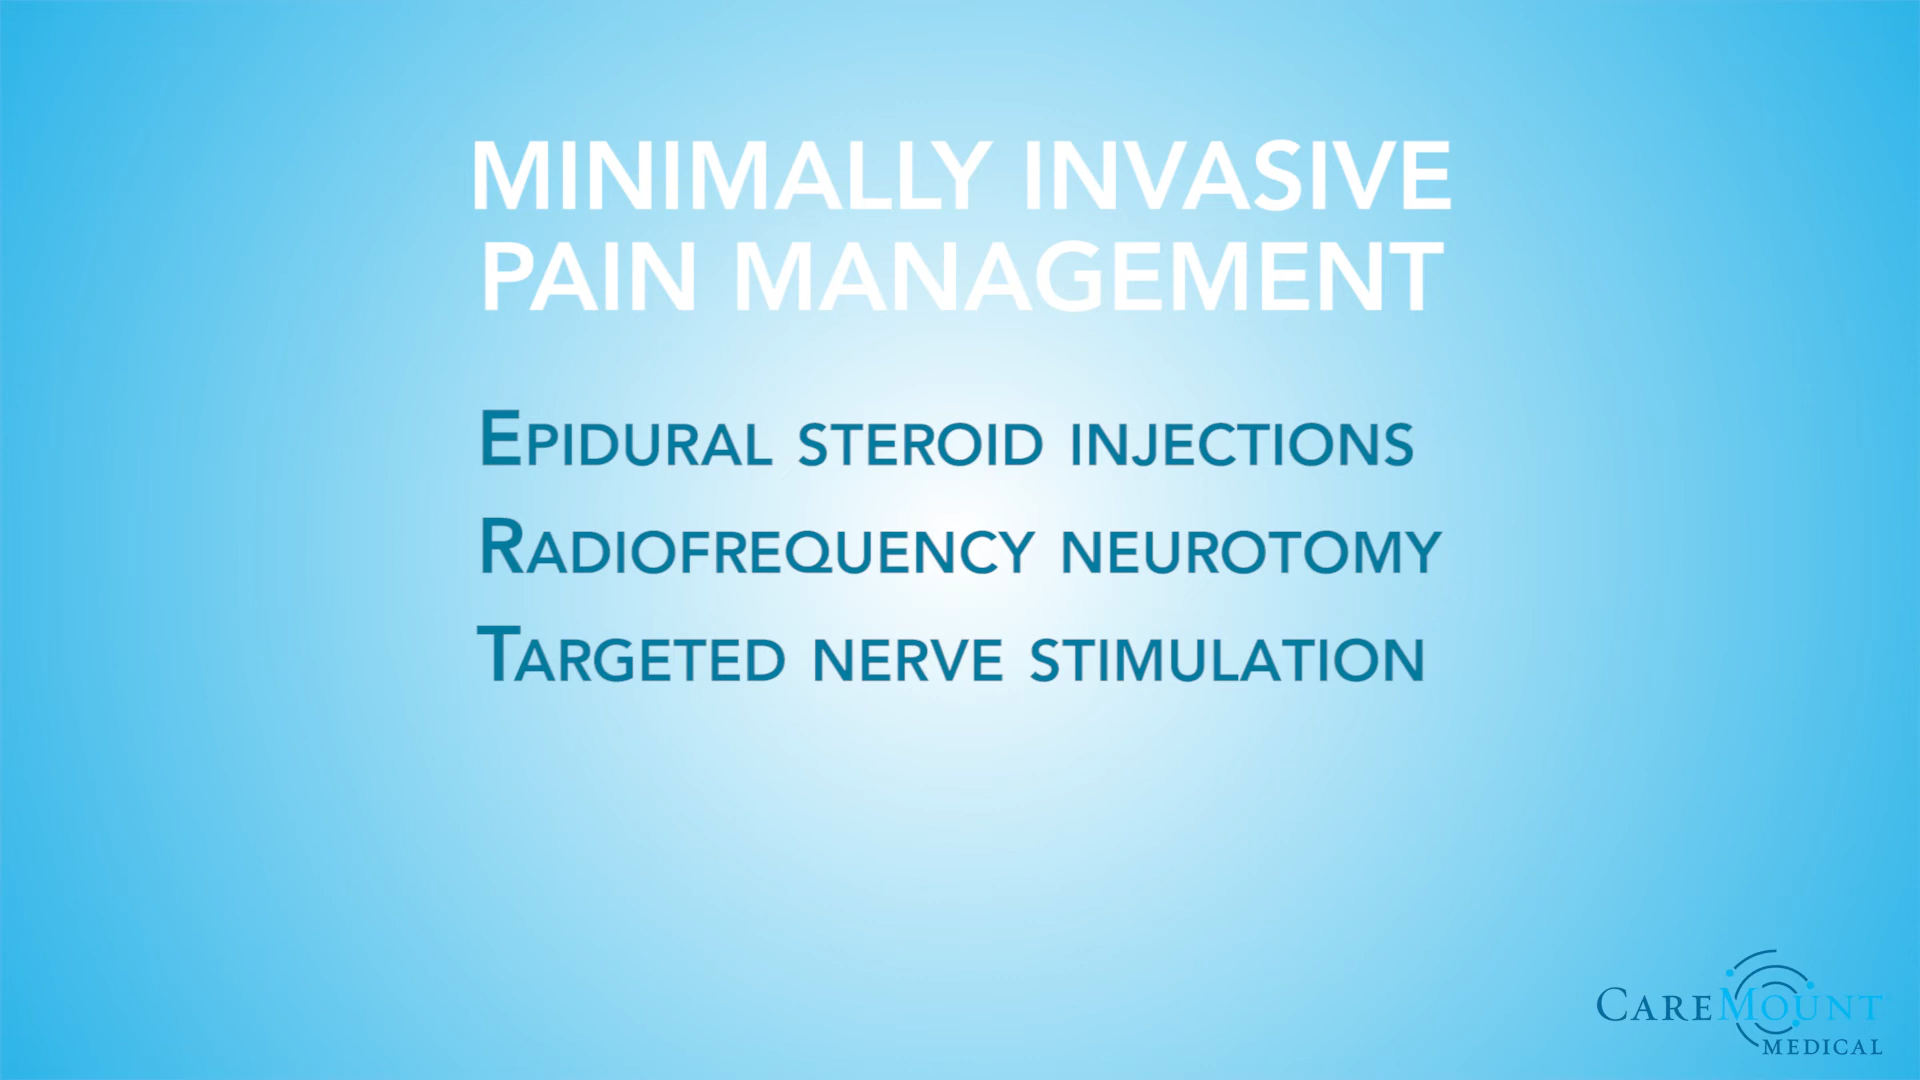 MINIMALLY INVASIVE
PAIN MANAGEMENT
EPIDURAL STEROID INJECTIONS
RADIOFREQUENCY NEUROTOMY
TARGETED NERVE STIMULATION
CAREMOUNT
MEDICAL